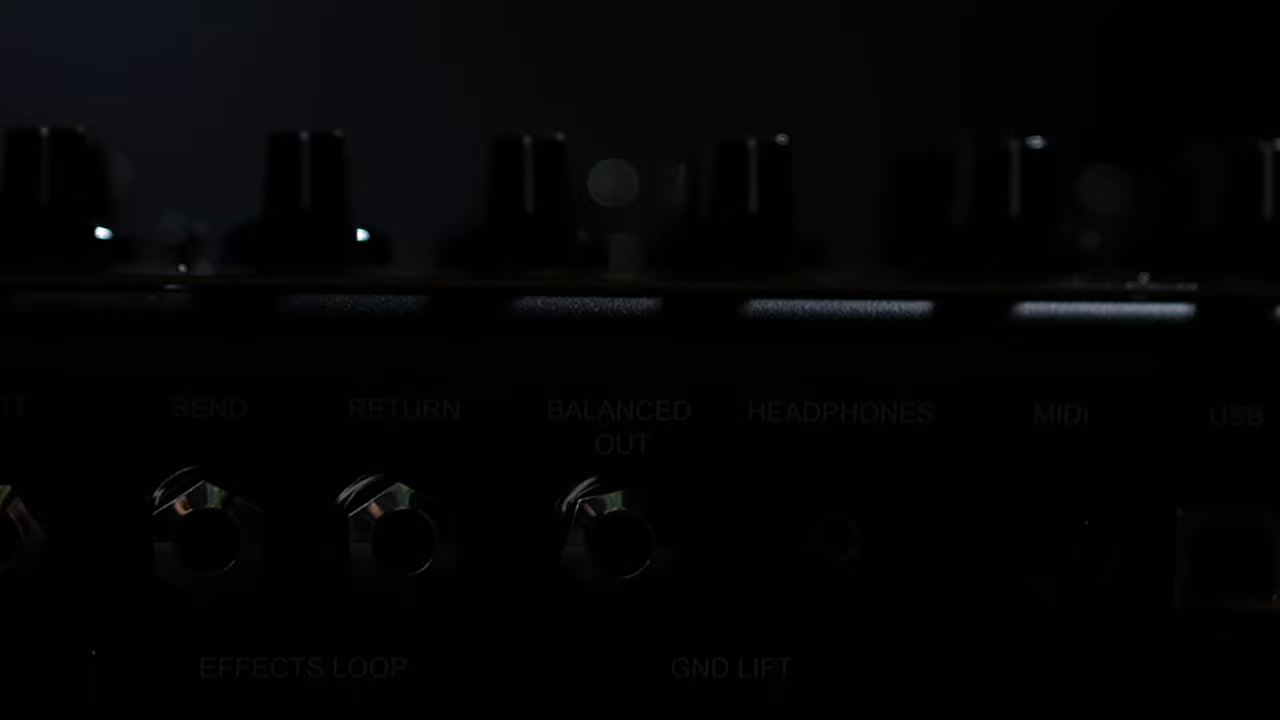 SEND RETURN BALANCED HEADPHONES MIDI USB
OUT
EFFECTS LOOP GND LIFT